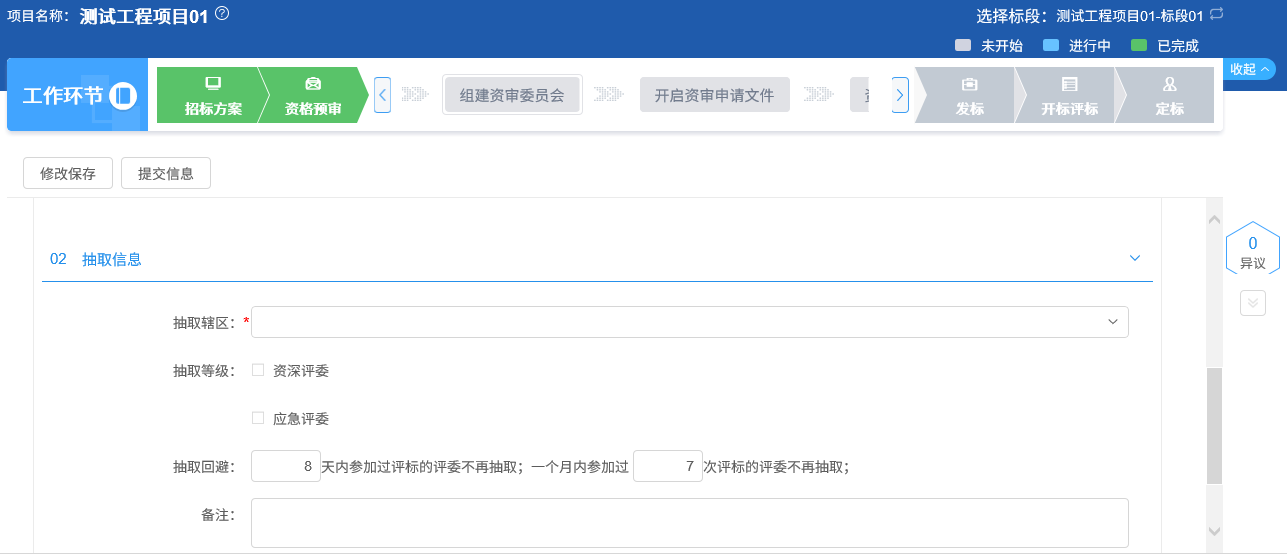 项目名称： 测试工程项目01
选择标段： 测试工程项目01-标段01
未开始 进行中 已完成
工作环节
招标方案 资格预审 组建资审委员会 开启资审申请文件 发标 开标评标 定标
收起
修改保存 提交信息
02 抽取信息
0
异议
抽取辖区： *
抽取等级： 资深评委
应急评委
抽取回避： 8 天内参加过评标的评委不再抽取；一个月内参加过 7 次评标的评委不再抽取；
备注：